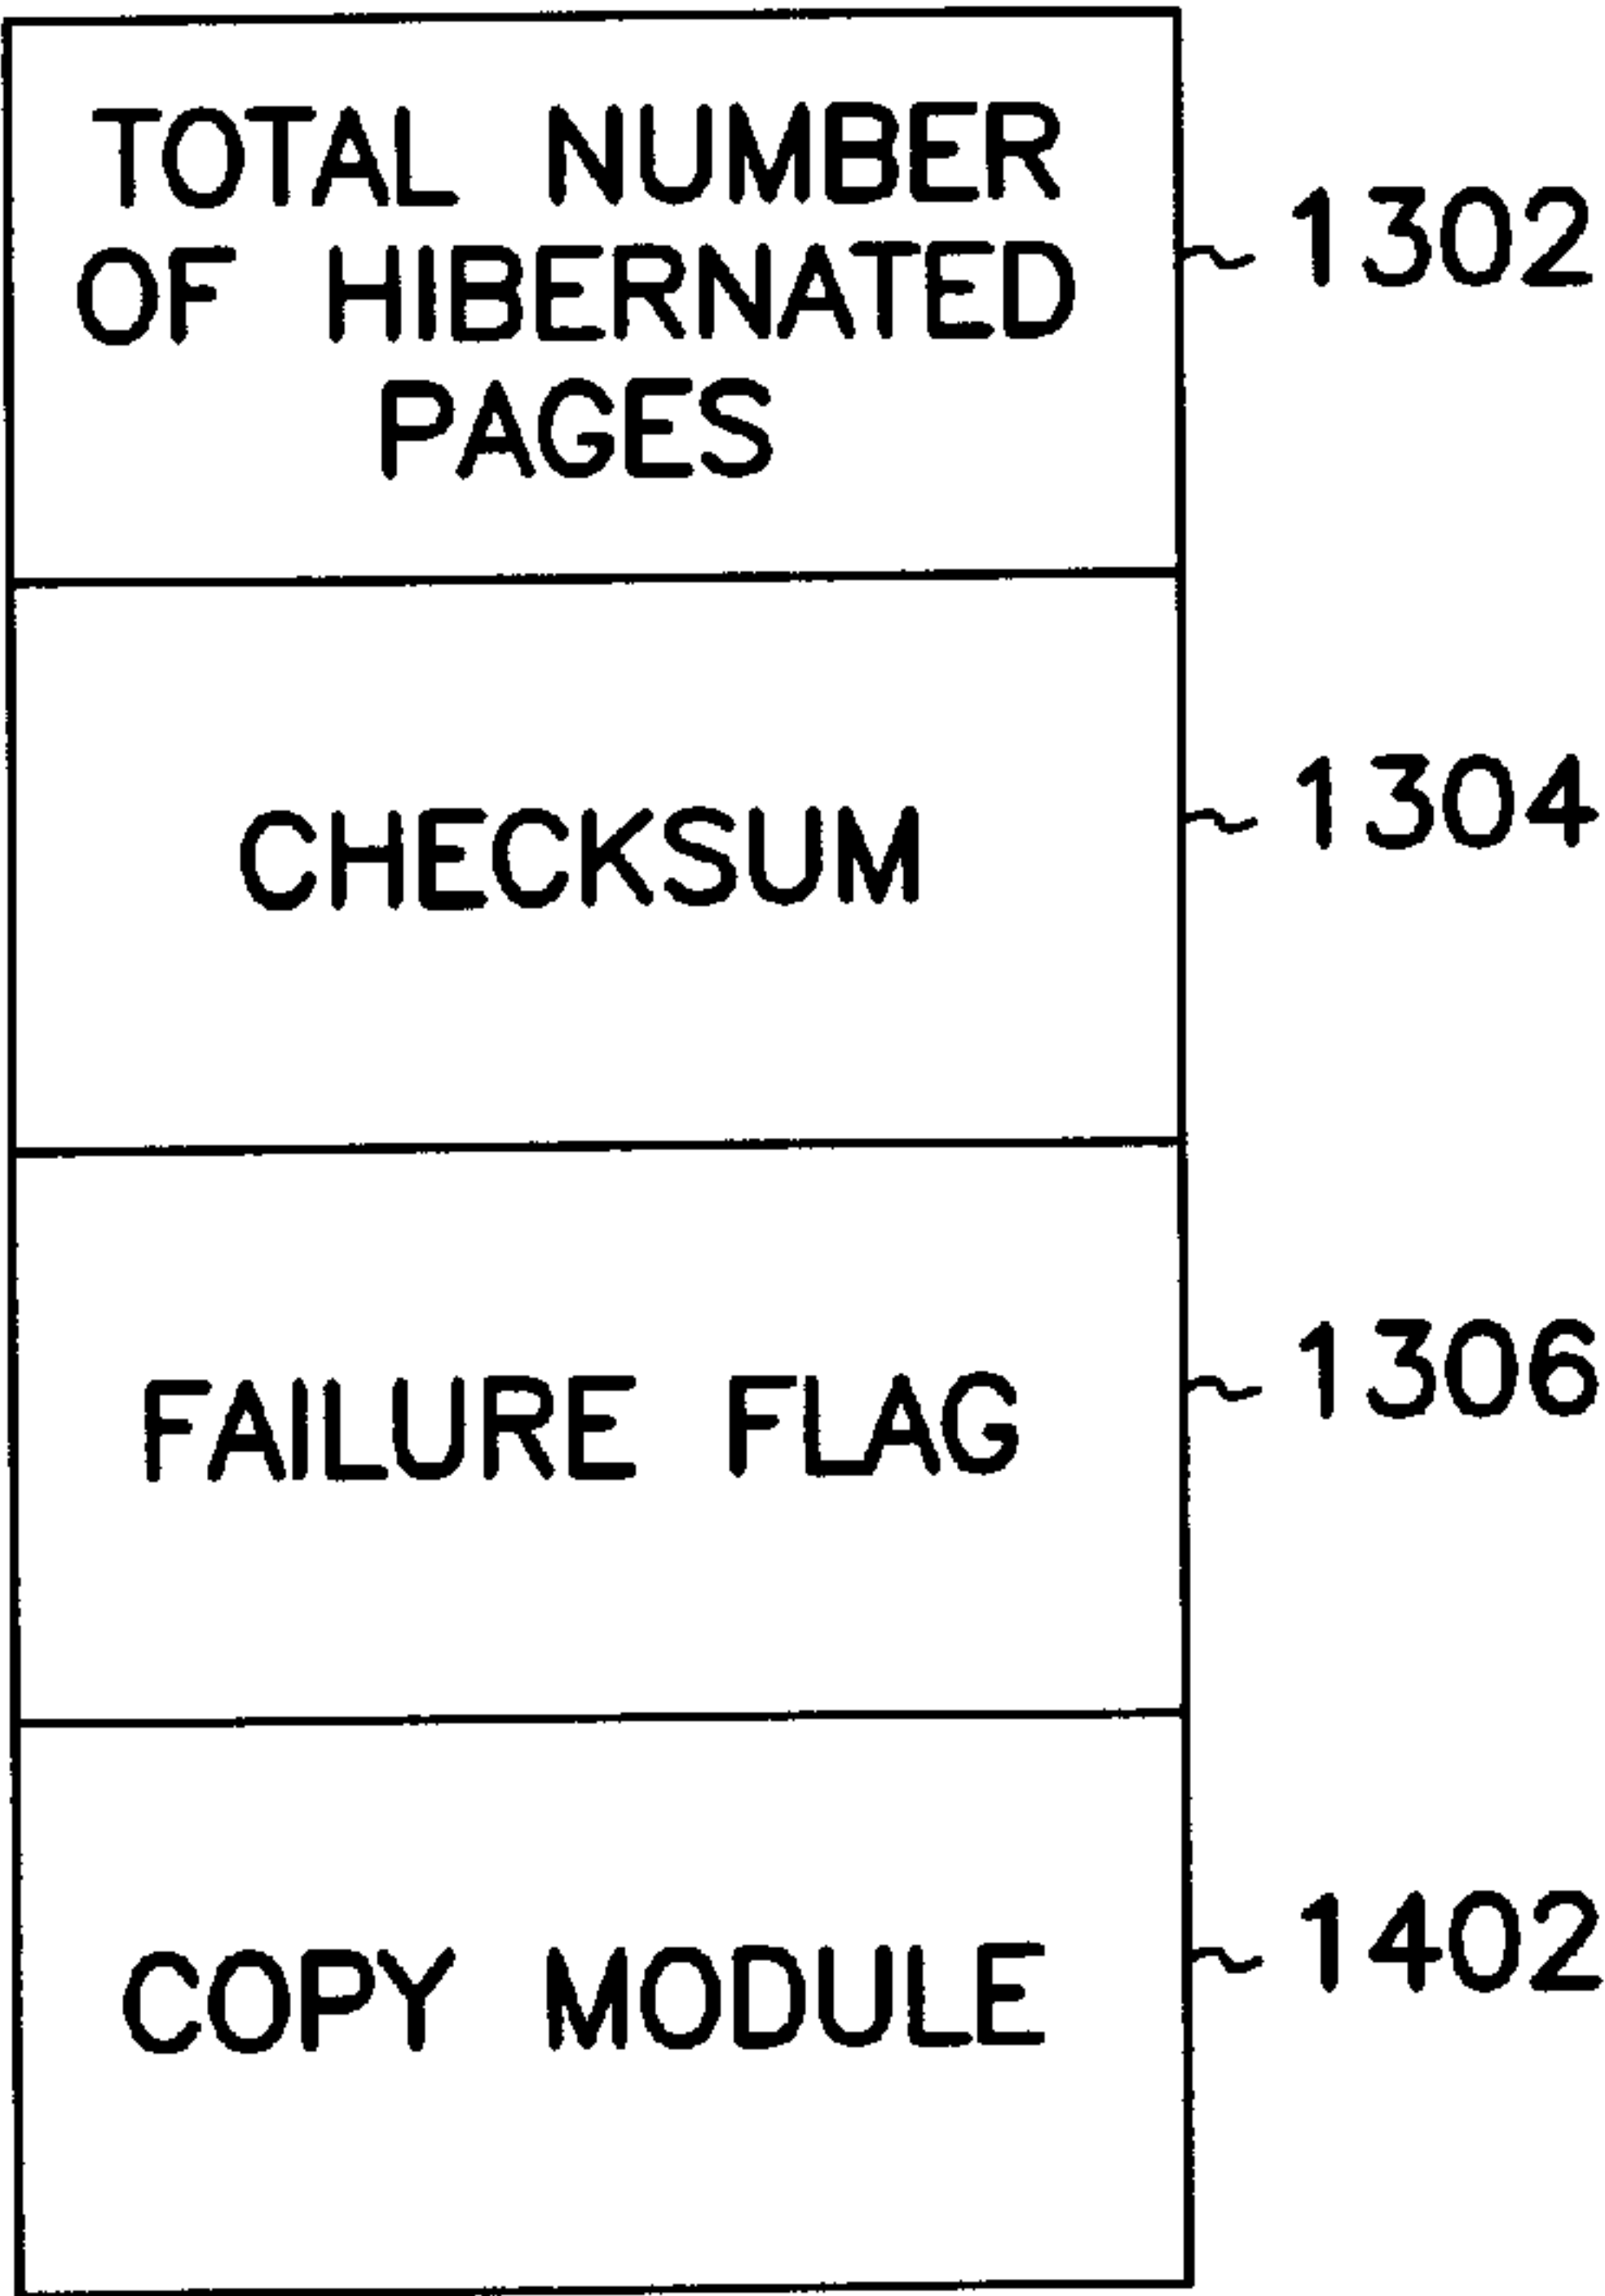 TOTAL NUMBER
OF HIBERNATED
PAGES
1302
CHECKSUM
1304
FAILURE FLAG
1306
COPY MODULE
1402